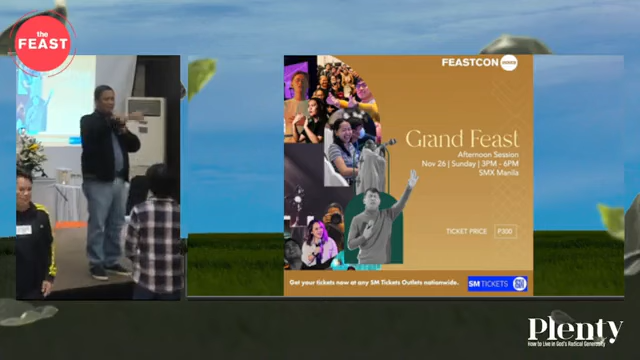 the
FEAST
FEASTCON
Grand Feast
Afternoon Session
Nov 26 | Sunday | 3PM - 6PM
SMX Manila
TICKET PRICE
₱300
Get your tickets now at any SM Tickets Outlets nationwide.
SM TICKETS
Plenty
How to Live in God's Radical Generosity